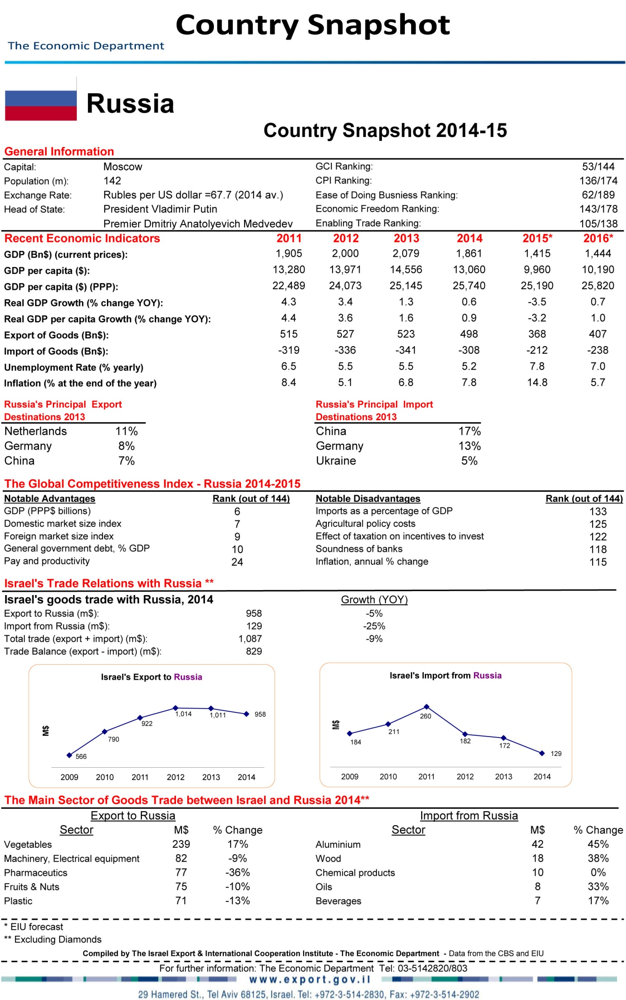 Country Snapshot
The Economic Department
Russia
Country Snapshot 2014-15
General Information
Capital: Moscow GCI Ranking: 53/144
Population (m): 142 CPI Ranking: 136/174
Exchange Rate: Rubles per US dollar =67.7 (2014 av.) Ease of Doing Busniess Ranking: 62/189
Head of State: President Vladimir Putin Economic Freedom Ranking: 143/178
Premier Dmitriy Anatolyevich Medvedev Enabling Trade Ranking: 105/138
Recent Economic Indicators 2011 2012 2013 2014 2015* 2016*
GDP (Bn$) (current prices): 1,905 2,000 2,079 1,861 1,415 1,444
GDP per capita ($): 13,280 13,971 14,556 13,060 9,960 10,190
GDP per capita ($) (PPP): 22,489 24,073 25,145 25,740 25,190 25,820
Real GDP Growth (% change YOY): 4.3 3.4 1.3 0.6 -3.5 0.7
Real GDP per capita Growth (% change YOY): 4.4 3.6 1.6 0.9 -3.2 1.0
Export of Goods (Bn$): 515 527 523 498 368 407
Import of Goods (Bn$): -319 -336 -341 -308 -212 -238
Unemployment Rate (% yearly) 6.5 5.5 5.5 5.2 7.8 7.0
Inflation (% at the end of the year) 8.4 5.1 6.8 7.8 14.8 5.7
Russia's Principal Export Russia's Principal Import
Destinations 2013 Destinations 2013
Netherlands 11% China 17%
Germany 8% Germany 13%
China 7% Ukraine 5%
The Global Competitiveness Index - Russia 2014-2015
Notable Advantages Rank (out of 144) Notable Disadvantages Rank (out of 144)
GDP (PPP$ billions) 6 Imports as a percentage of GDP 133
Domestic market size index 7 Agricultural policy costs 125
Foreign market size index 9 Effect of taxation on incentives to invest 122
General government debt, % GDP 10 Soundness of banks 118
Pay and productivity 24 Inflation, annual % change 115
Israel's Trade Relations with Russia **
Israel's goods trade with Russia, 2014 Growth (YOY)
Export to Russia (m$): 958 -5%
Import from Russia (m$): 129 -25%
Total trade (export + import) (m$): 1,087 -9%
Trade Balance (export - import) (m$): 829
Israel's Export to Russia
M$
566 790 922 1,014 1,011 958
2009 2010 2011 2012 2013 2014
Israel's Import from Russia
M$
184 211 260 182 172 129
2009 2010 2011 2012 2013 2014
The Main Sector of Goods Trade between Israel and Russia 2014**
Export to Russia Import from Russia
Sector M$ % Change Sector M$ % Change
Vegetables 239 17% Aluminium 42 45%
Machinery, Electrical equipment 82 -9% Wood 18 38%
Pharmaceutics 77 -36% Chemical products 10 0%
Fruits & Nuts 75 -10% Oils 8 33%
Plastic 71 -13% Beverages 7 17%
* EIU forecast
** Excluding Diamonds
Compiled by The Israel Export & International Cooperation Institute - The Economic Department - Data from the CBS and EIU
For further information: The Economic Department Tel: 03-5142820/803
www.export.gov.il
29 Hamered St., Tel Aviv 68125, Israel. Tel: +972-3-514-2830, Fax: +972-3-514-2902